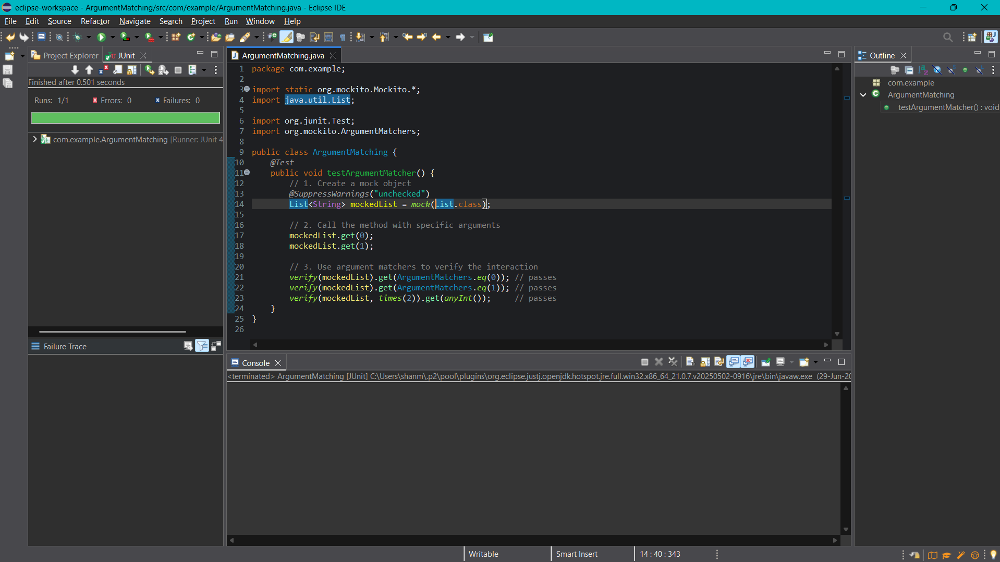 eclipse-workspace - ArgumentMatching/src/com/example/ArgumentMatching.java - Eclipse IDE
File Edit Source Refactor Navigate Search Project Run Window Help
Project Explorer JUnit
Finished after 0.501 seconds
Runs: 1/1 Errors: 0 Failures: 0
com.example.ArgumentMatching [Runner: JUnit 4
Failure Trace
ArgumentMatching.java
1 package com.example;
2
3 import static org.mockito.Mockito.*;
4 import java.util.List;
5
6 import org.junit.Test;
7 import org.mockito.ArgumentMatchers;
8
9 public class ArgumentMatching {
10 @Test
11 public void testArgumentMatcher() {
12 // 1. Create a mock object
13 @SuppressWarnings("unchecked")
14 List<String> mockedList = mock(List.class);
15
16 // 2. Call the method with specific arguments
17 mockedList.get(0);
18 mockedList.get(1);
19
20 // 3. Use argument matchers to verify the interaction
21 verify(mockedList).get(ArgumentMatchers.eq(0)); // passes
22 verify(mockedList).get(ArgumentMatchers.eq(1)); // passes
23 verify(mockedList, times(2)).get(anyInt()); // passes
24 }
25 }
26
Console
<terminated> ArgumentMatching [JUnit] C:\Users\shanm\.p2\pool\plugins\org.eclipse.justj.openjdk.hotspot.jre.full.win32.x86_64_21.0.7.v20250502-0916\jre\bin\javaw.exe (29-Jun-20
Outline
com.example
ArgumentMatching
testArgumentMatcher() : void
Writable
Smart Insert
14 : 40 : 343